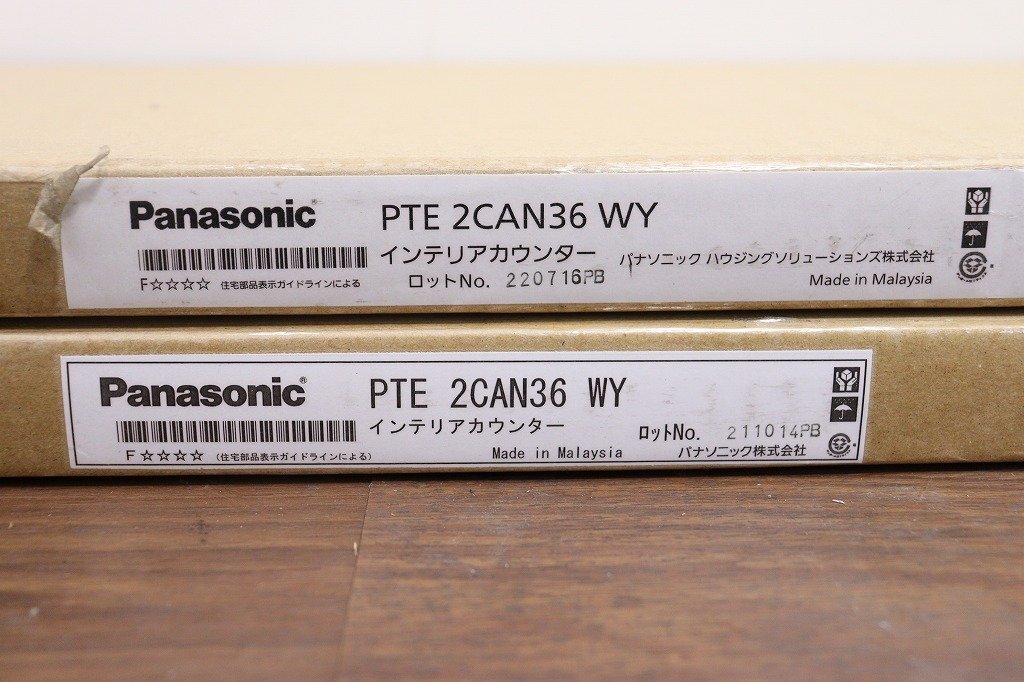 Panasonic® PTE 2CAN36 WY
インテリアカウンター パナソニック ハウジングソリューションズ株式会社
F☆☆☆☆ 住宅部品表示ガイドラインによる ロットNo. 220716PB Made in Malaysia
Panasonic® PTE 2CAN36 WY
インテリアカウンター ロットNo. 211014PB
F☆☆☆☆ (住宅部品表示ガイドラインによる) Made in Malaysia パナソニック株式会社